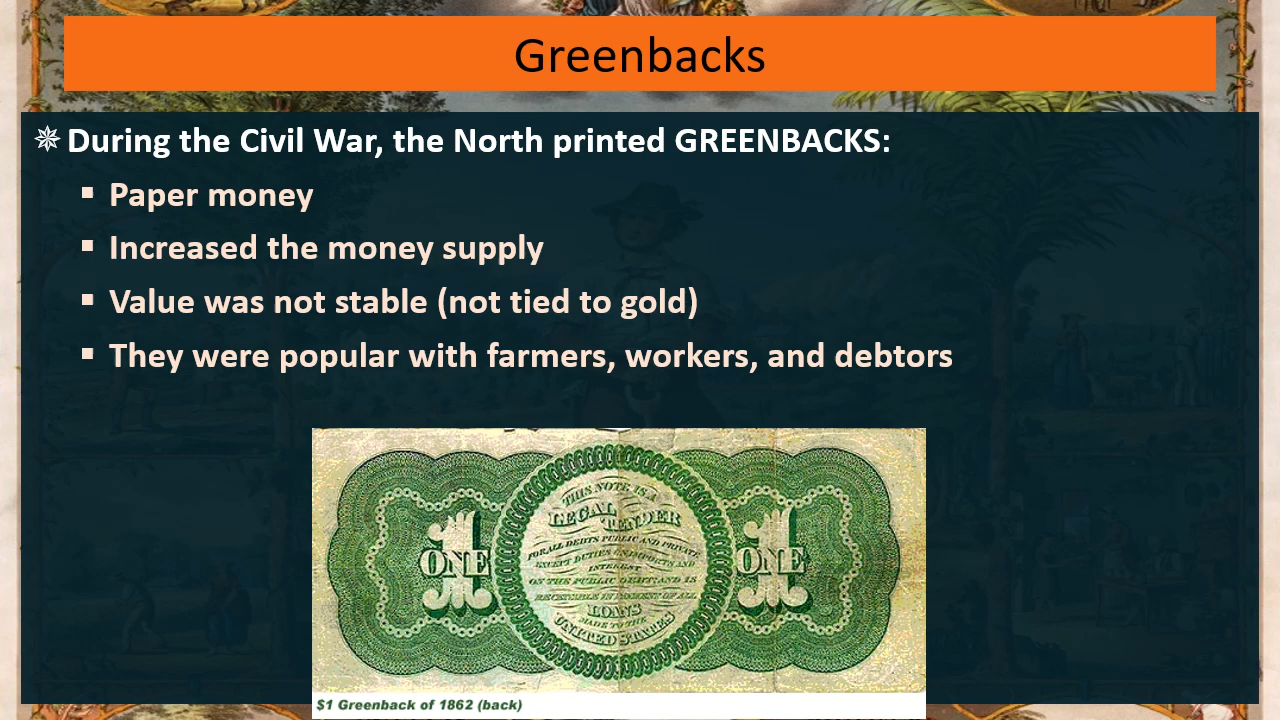 Greenbacks
During the Civil War, the North printed GREENBACKS:
Paper money
Increased the money supply
Value was not stable (not tied to gold)
They were popular with farmers, workers, and debtors
THIS NOTE IS A
LEGAL TENDER
FOR ALL DEBTS PUBLIC AND PRIVATE
EXCEPT DUTIES ON IMPORTS AND
INTEREST
ON THE PUBLIC DEBT; AND IS
RECEIVABLE IN PAYMENT OF ALL
LOANS
MADE TO THE
UNITED STATES
ONE
ONE
$1 Greenback of 1862 (back)